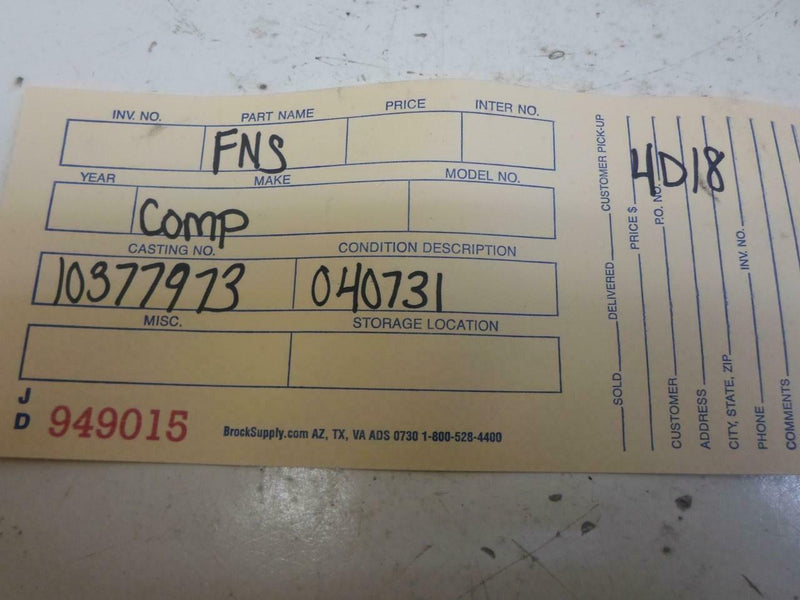 INV. NO. PART NAME PRICE INTER NO.
FNS
YEAR MAKE MODEL NO.
Comp
CASTING NO. CONDITION DESCRIPTION
10377973 040731
MISC. STORAGE LOCATION
J
D 949015
BrockSupply.com AZ, TX, VA ADS 0730 1-800-528-4400
SOLD DELIVERED CUSTOMER PICK-UP
PRICE $
P.O. NO.
4D18
CUSTOMER
ADDRESS
CITY, STATE, ZIP
INV. NO.
PHONE
COMMENTS